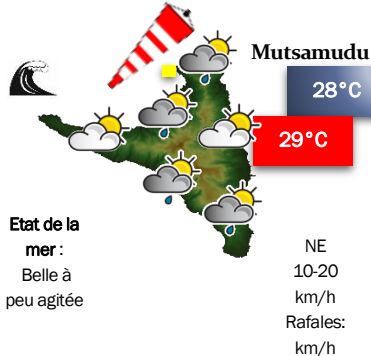 Mutsamudu
28°C
29°C
Etat de la
mer :
Belle à
peu agitée
NE
10-20
km/h
Rafales:
km/h